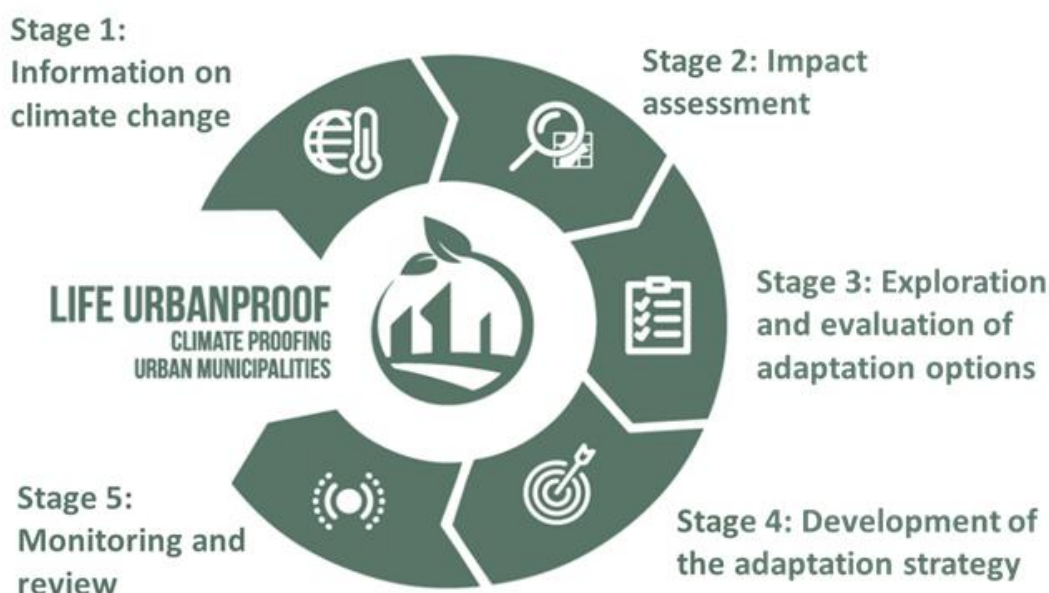 Stage 1:
Information on
climate change
Stage 2: Impact
assessment
Stage 3: Exploration
and evaluation of
adaptation options
LIFE URBANPROOF
CLIMATE PROOFING
URBAN MUNICIPALITIES
Stage 4: Development of
the adaptation strategy
Stage 5:
Monitoring and
review